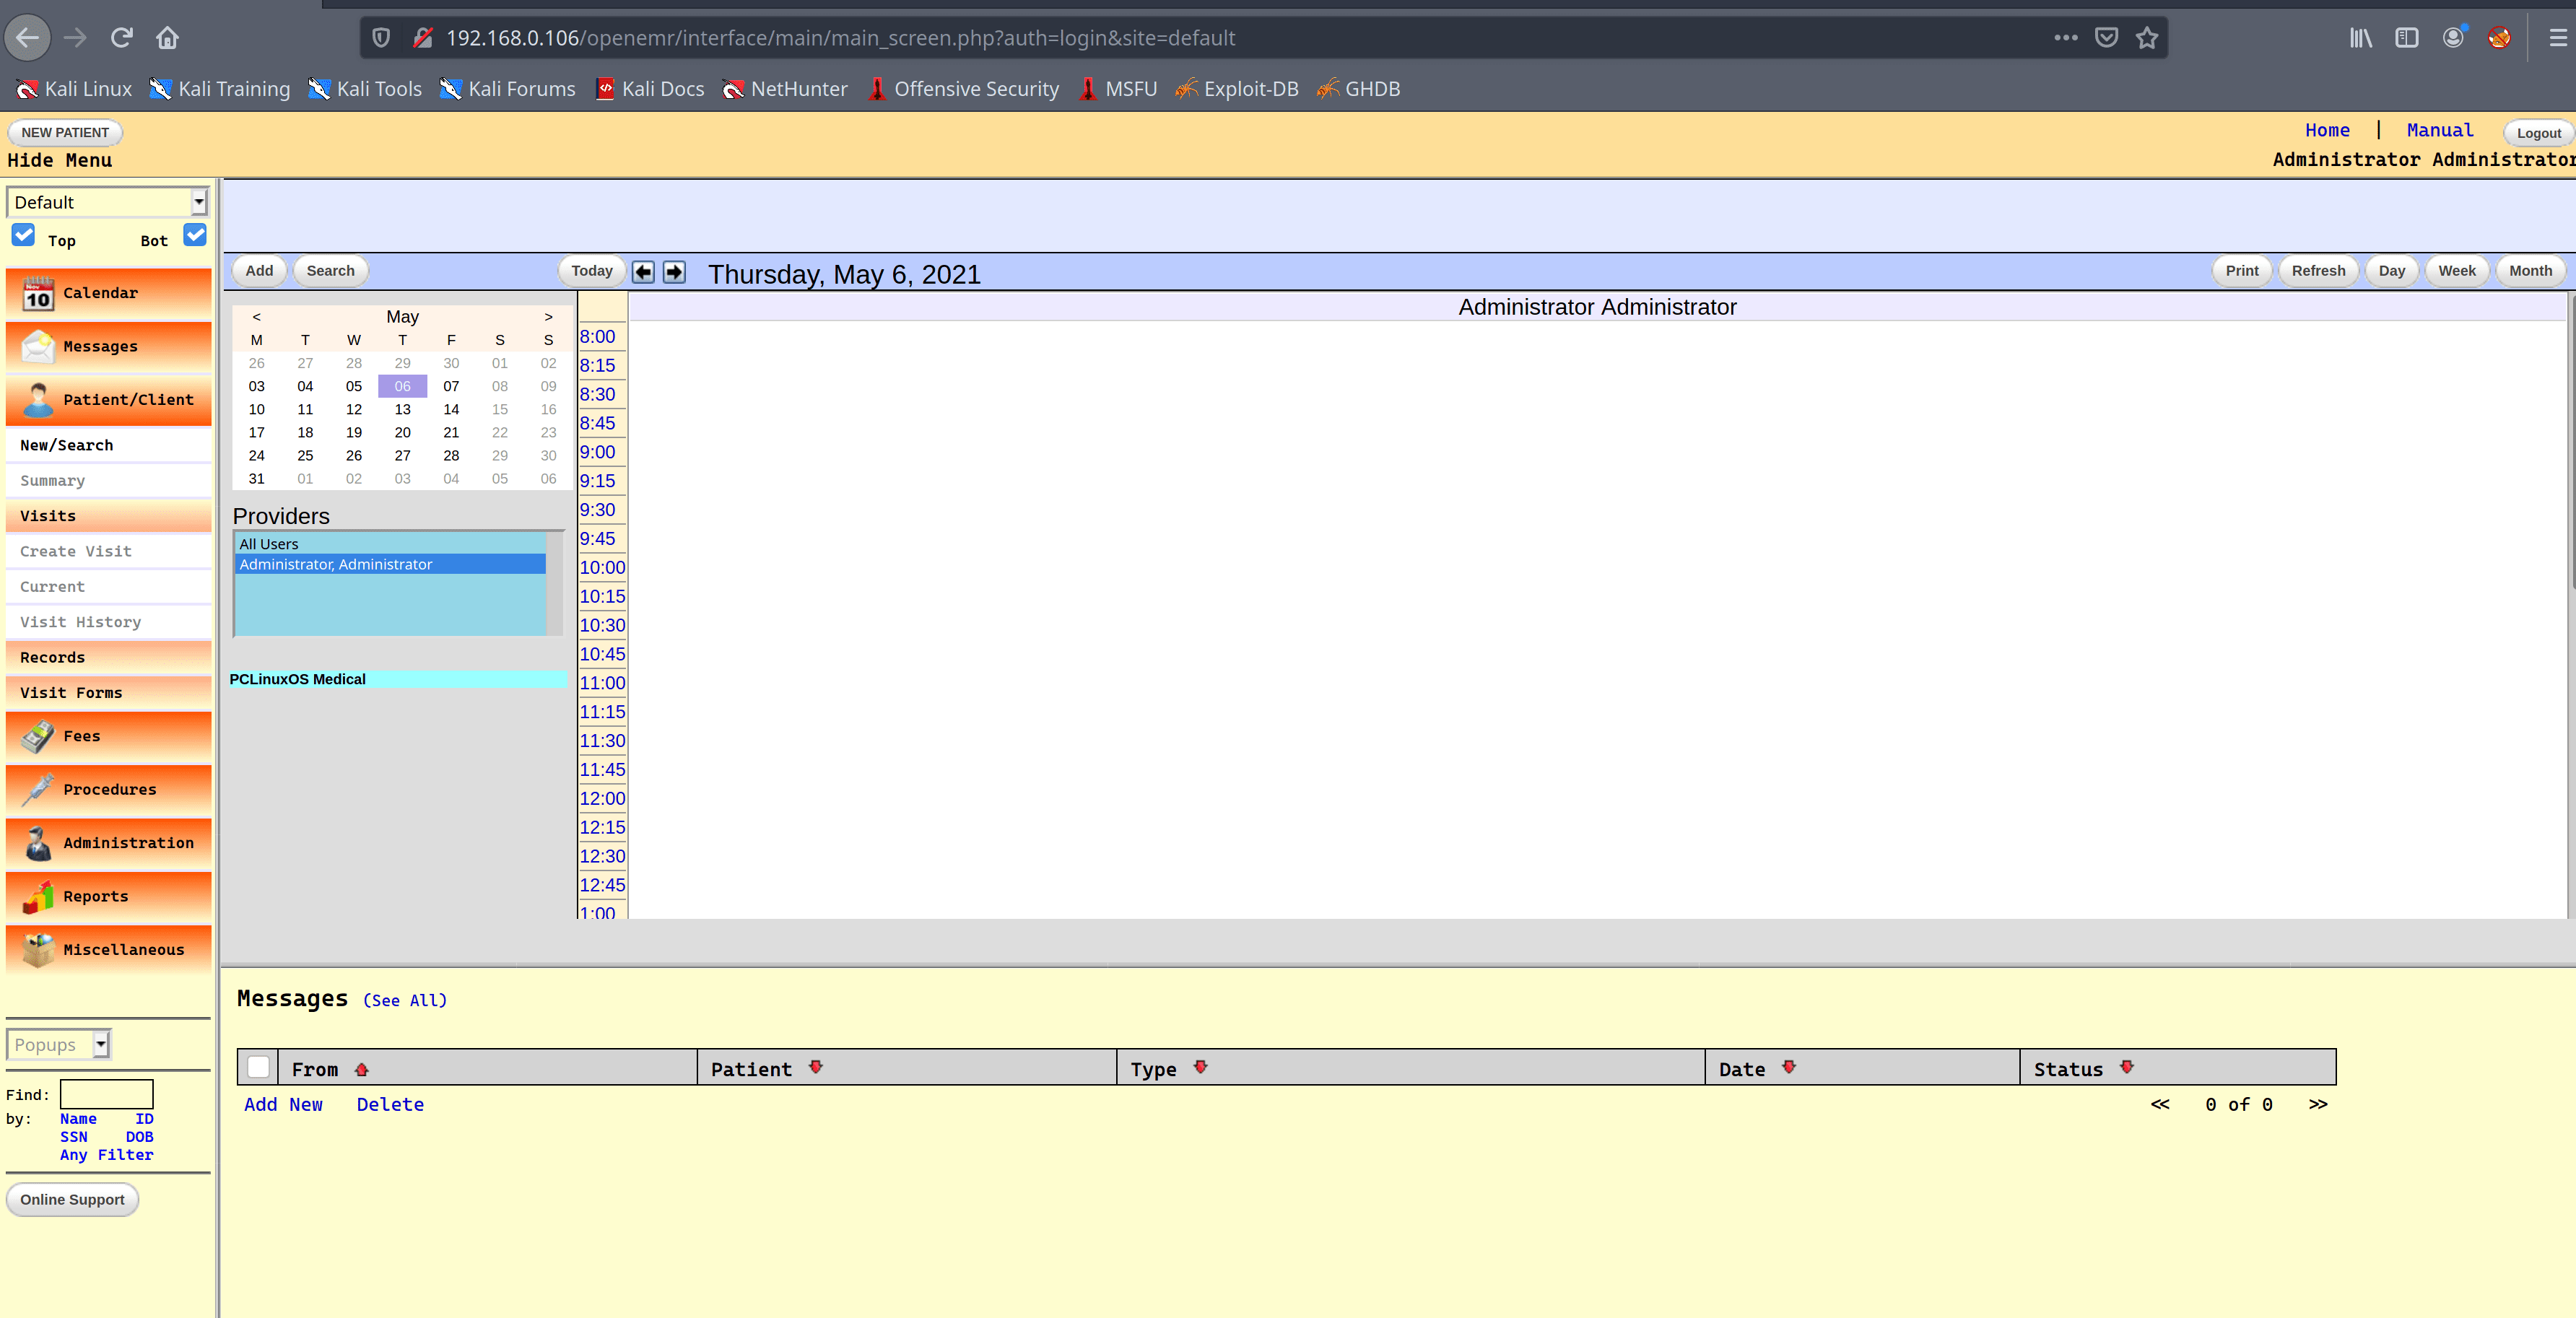 192.168.0.106/openemr/interface/main/main_screen.php?auth=login&site=default
Kali Linux Kali Training Kali Tools Kali Forums Kali Docs NetHunter Offensive Security MSFU Exploit-DB GHDB
NEW PATIENT
Hide Menu
Home | Manual Logout
Administrator Administrator
Default
Top Bot
Calendar
Messages
Patient/Client
New/Search
Summary
Visits
Create Visit
Current
Visit History
Records
Visit Forms
Fees
Procedures
Administration
Reports
Miscellaneous
Popups
Find:
by: Name ID
SSN DOB
Any Filter
Online Support
Add Search Today Thursday, May 6, 2021 Print Refresh Day Week Month
< May >
M T W T F S S
26 27 28 29 30 01 02
03 04 05 06 07 08 09
10 11 12 13 14 15 16
17 18 19 20 21 22 23
24 25 26 27 28 29 30
31 01 02 03 04 05 06
Providers
All Users
Administrator, Administrator
PCLinuxOS Medical
Administrator Administrator
8:00
8:15
8:30
8:45
9:00
9:15
9:30
9:45
10:00
10:15
10:30
10:45
11:00
11:15
11:30
11:45
12:00
12:15
12:30
12:45
1:00
Messages (See All)
From Patient Type Date Status
Add New Delete << 0 of 0 >>